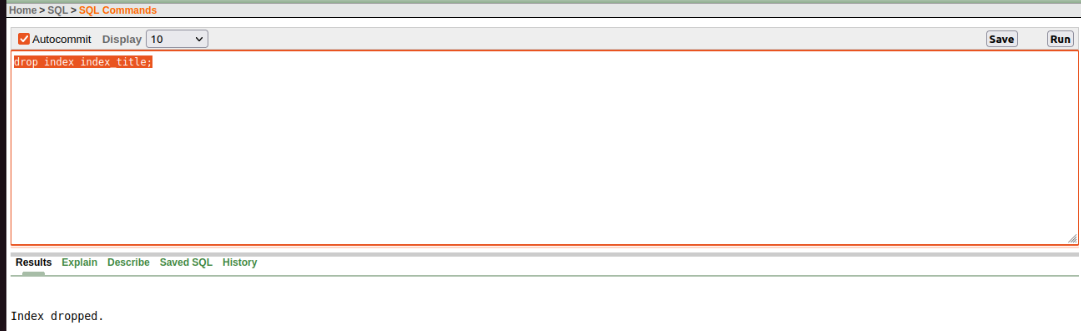 Home > SQL > SQL Commands
Autocommit Display 10 Save Run
drop index index_title;
Results Explain Describe Saved SQL History
Index dropped.